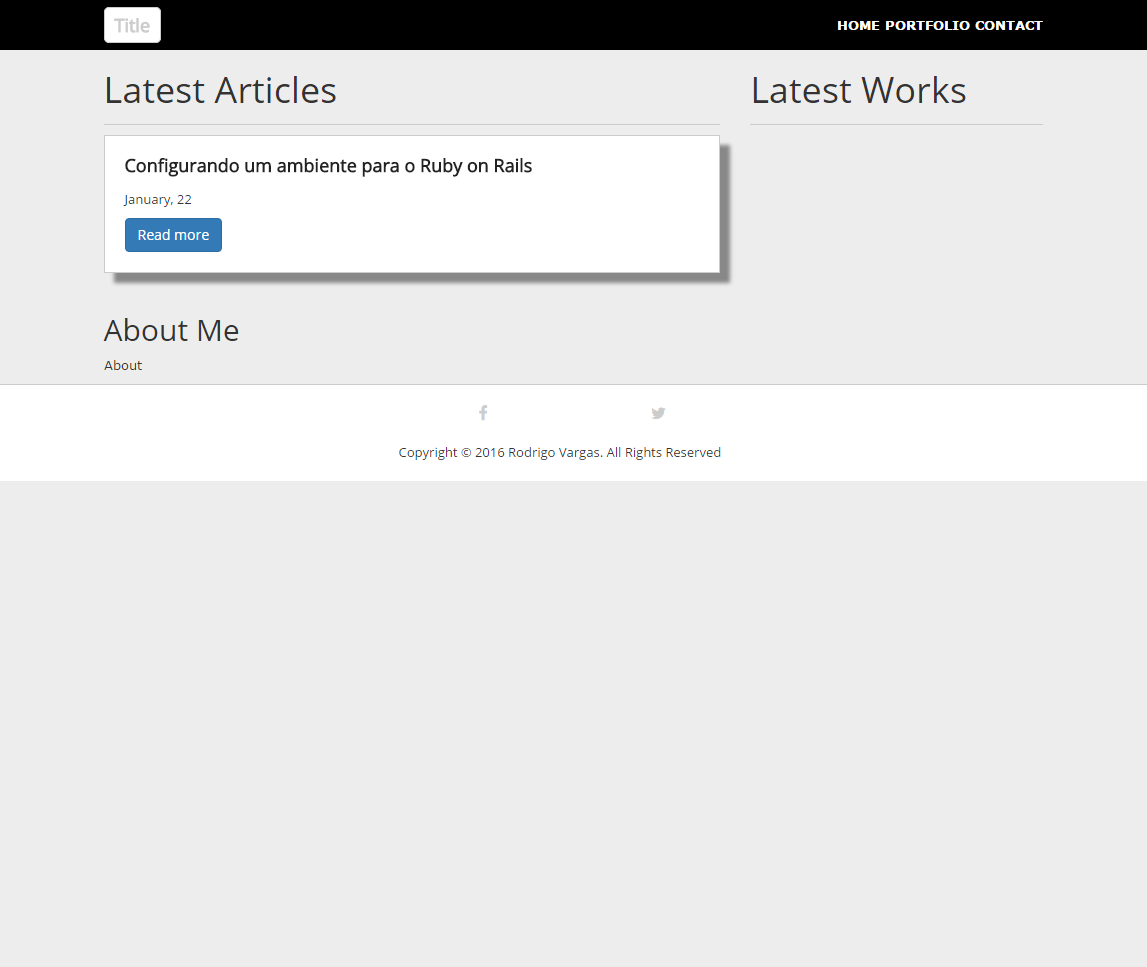 Title
HOME PORTFOLIO CONTACT
Latest Articles
Configurando um ambiente para o Ruby on Rails
January, 22
Read more
Latest Works
About Me
About
Copyright © 2016 Rodrigo Vargas. All Rights Reserved